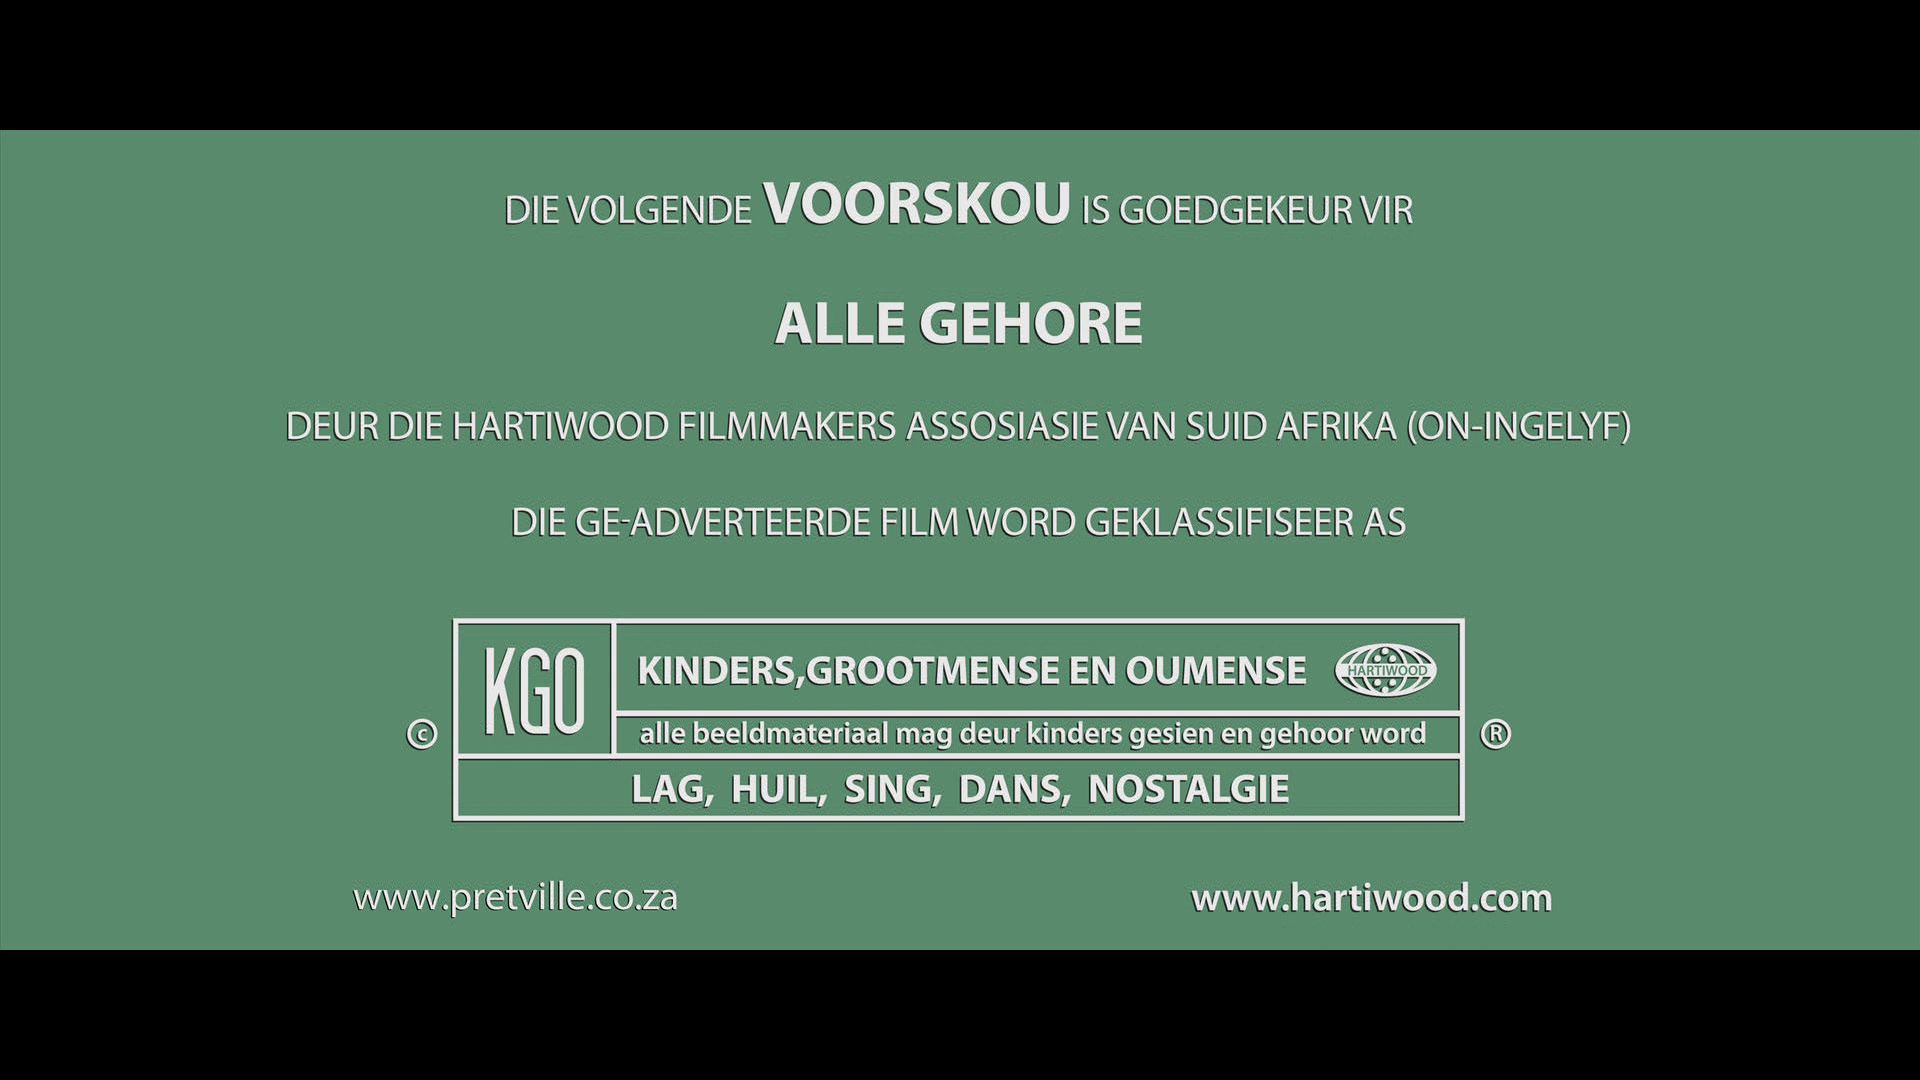 DIE VOLGENDE VOORSKOU IS GOEDGEKEUR VIR
ALLE GEHORE
DEUR DIE HARTIWOOD FILMMAKERS ASSOSIASIE VAN SUID AFRIKA (ON-INGELYF)
DIE GE-ADVERTEERDE FILM WORD GEKLASSIFISEER AS
KGO
KINDERS,GROOTMENSE EN OUMENSE
HARTIWOOD
alle beeldmateriaal mag deur kinders gesien en gehoor word
© ®
LAG, HUIL, SING, DANS, NOSTALGIE
www.pretville.co.za
www.hartiwood.com